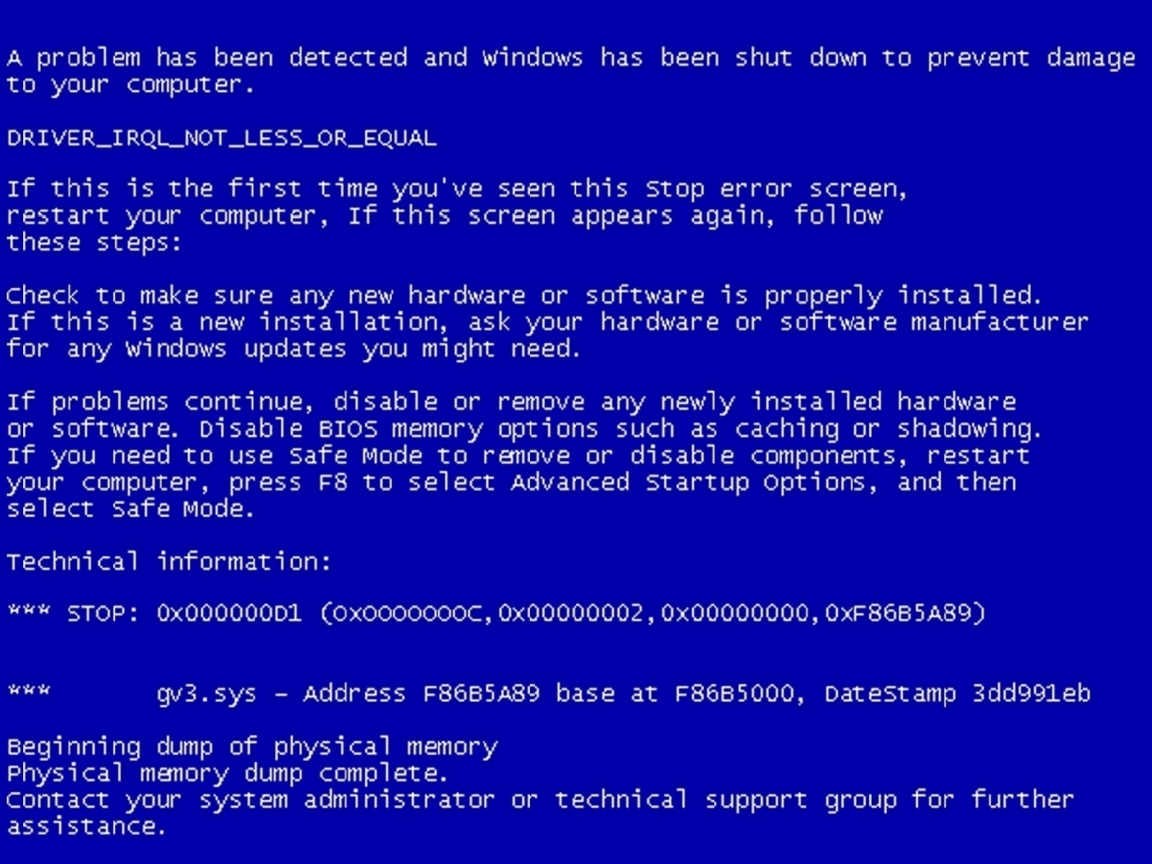 A problem has been detected and Windows has been shut down to prevent damage
to your computer.
DRIVER_IRQL_NOT_LESS_OR_EQUAL
If this is the first time you've seen this Stop error screen,
restart your computer, If this screen appears again, follow
these steps:
Check to make sure any new hardware or software is properly installed.
If this is a new installation, ask your hardware or software manufacturer
for any Windows updates you might need.
If problems continue, disable or remove any newly installed hardware
or software. Disable BIOS memory options such as caching or shadowing.
If you need to use Safe Mode to remove or disable components, restart
your computer, press F8 to select Advanced Startup Options, and then
select Safe Mode.
Technical information:
*** STOP: 0x000000D1 (0x0000000C,0x00000002,0x00000000,0xF86B5A89)
*** gv3.sys – Address F86B5A89 base at F86B5000, DateStamp 3dd991eb
Beginning dump of physical memory
Physical memory dump complete.
Contact your system administrator or technical support group for further
assistance.